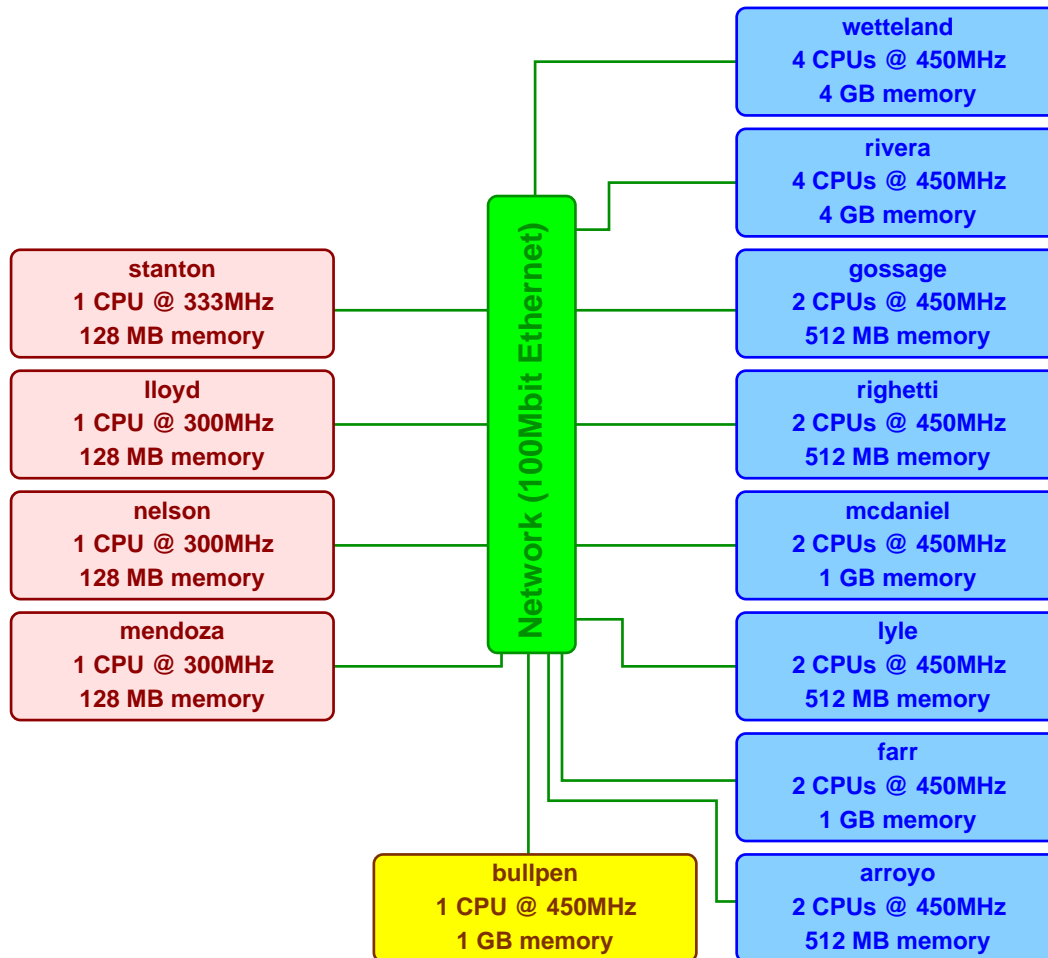 wetteland
4 CPUs @ 450MHz
4 GB memory
rivera
4 CPUs @ 450MHz
4 GB memory
stanton
1 CPU @ 333MHz
128 MB memory
lloyd
1 CPU @ 300MHz
128 MB memory
nelson
1 CPU @ 300MHz
128 MB memory
mendoza
1 CPU @ 300MHz
128 MB memory
Network (100Mbit Ethernet)
gossage
2 CPUs @ 450MHz
512 MB memory
righetti
2 CPUs @ 450MHz
512 MB memory
mcdaniel
2 CPUs @ 450MHz
1 GB memory
lyle
2 CPUs @ 450MHz
512 MB memory
farr
2 CPUs @ 450MHz
1 GB memory
bullpen
1 CPU @ 450MHz
1 GB memory
arroyo
2 CPUs @ 450MHz
512 MB memory